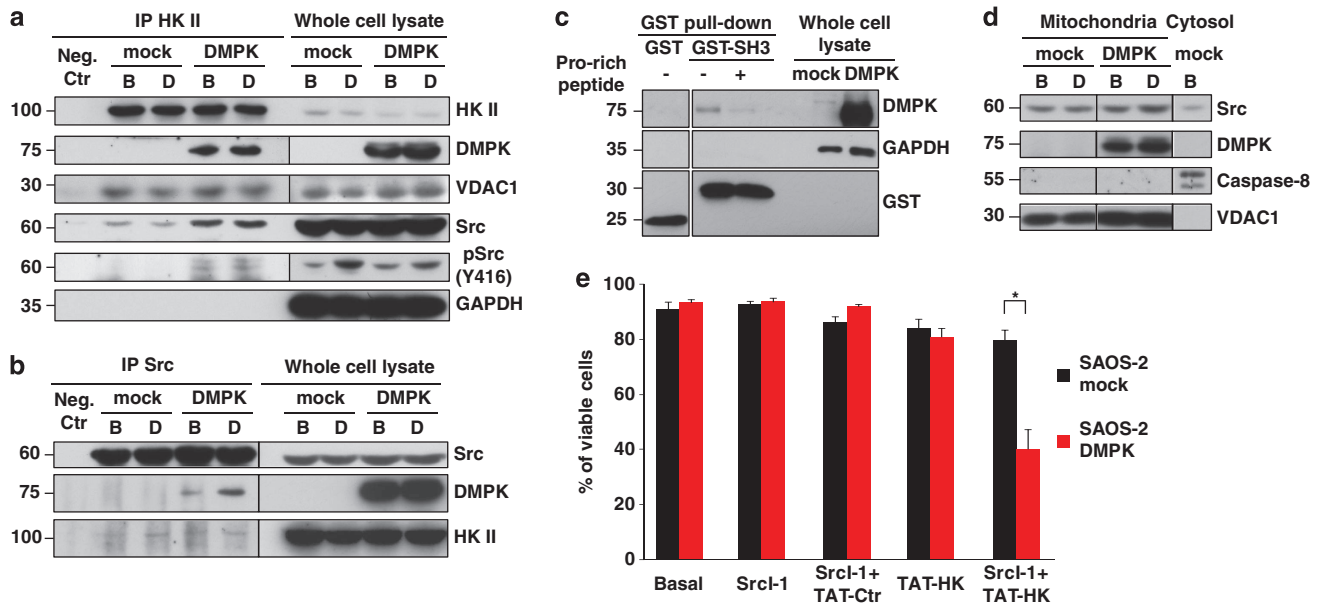 a
IP HK II
Whole cell lysate
Neg. Ctr
mock
DMPK
mock
DMPK
B D B D B D B D
100
HK II
75
DMPK
30
VDAC1
60
Src
60
pSrc (Y416)
35
GAPDH
b
IP Src
Whole cell lysate
Neg. Ctr
mock
DMPK
mock
DMPK
B D B D B D B D
60
Src
75
DMPK
100
HK II
c
GST pull-down
Whole cell lysate
GST
GST-SH3
Pro-rich peptide
- - +
mock DMPK
75
DMPK
35
GAPDH
30
GST
25
d
Mitochondria Cytosol
mock DMPK mock
B D B D B
60
Src
75
DMPK
55
Caspase-8
30
VDAC1
e
% of viable cells
100
80
60
40
20
0
*
SAOS-2 mock
SAOS-2 DMPK
Basal
SrcI-1
SrcI-1+ TAT-Ctr
TAT-HK
SrcI-1+ TAT-HK